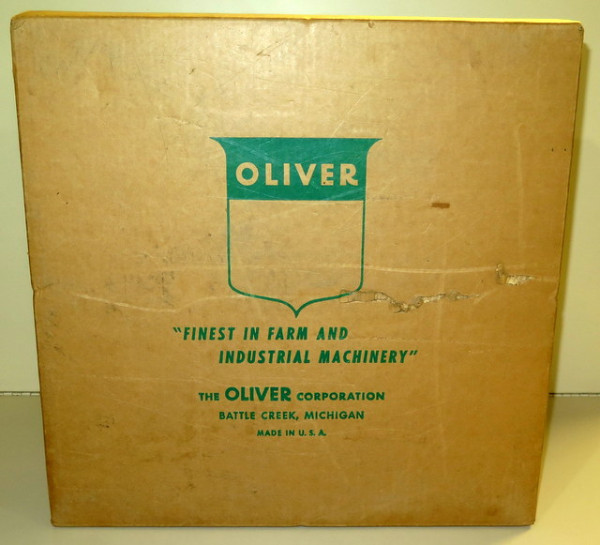 OLIVER
"FINEST IN FARM AND
INDUSTRIAL MACHINERY"
THE OLIVER CORPORATION
BATTLE CREEK, MICHIGAN
MADE IN U. S. A.